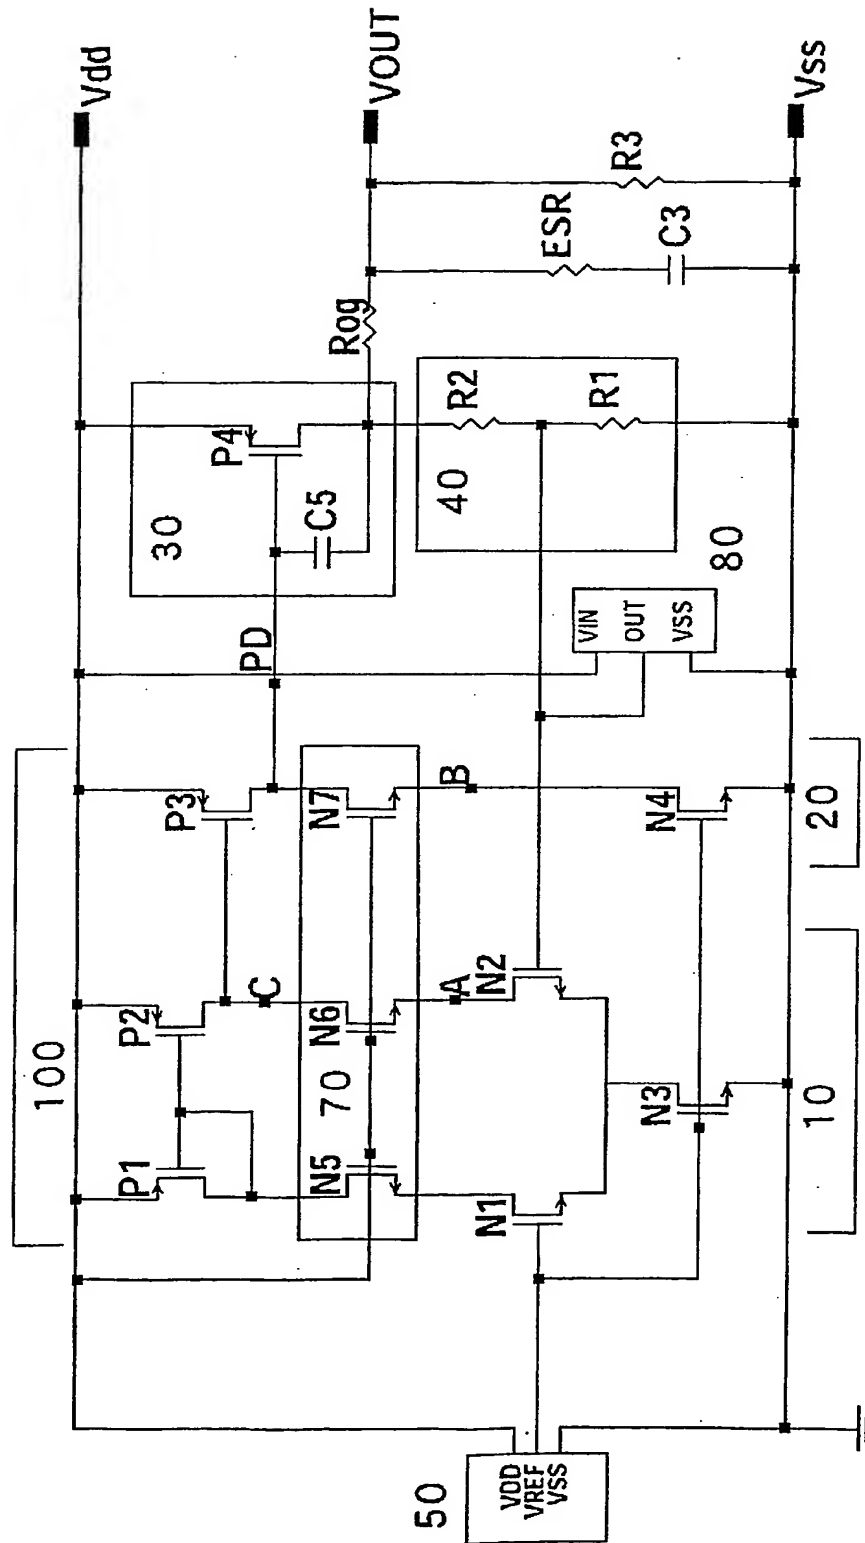 100
Vdd
P1
P2
P3
30
P4
C5
C
PD
Rog
VOUT
N5
70
N6
N7
A
B
40
R2
R1
ESR
C3
R3
50
VDD
VREF
VSS
N1
N2
N3
N4
VIN
OUT
VSS
80
10
20
Vss